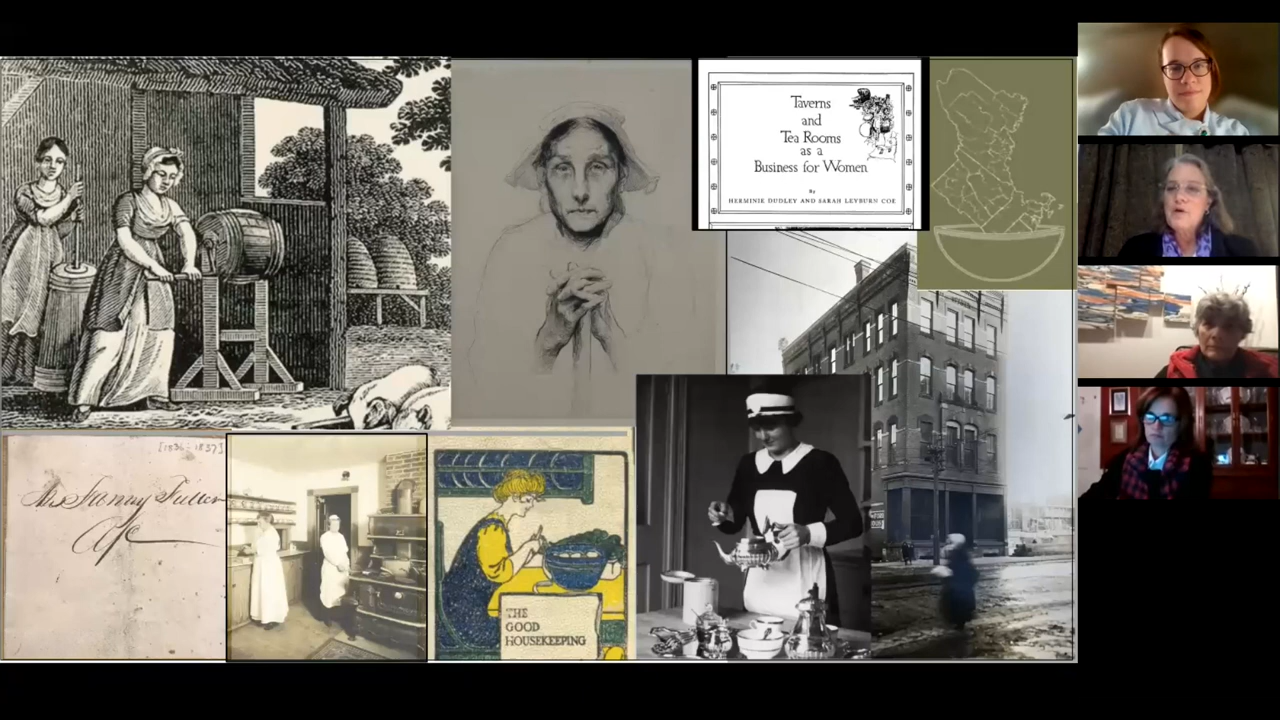 Taverns
and
Tea Rooms
as a
Business for Women
By
HERMINIE DUDLEY AND SARAH LEYBURN COE
[1836-1837]
Mrs Fanny Fuller
THE
GOOD
HOUSEKEEPING